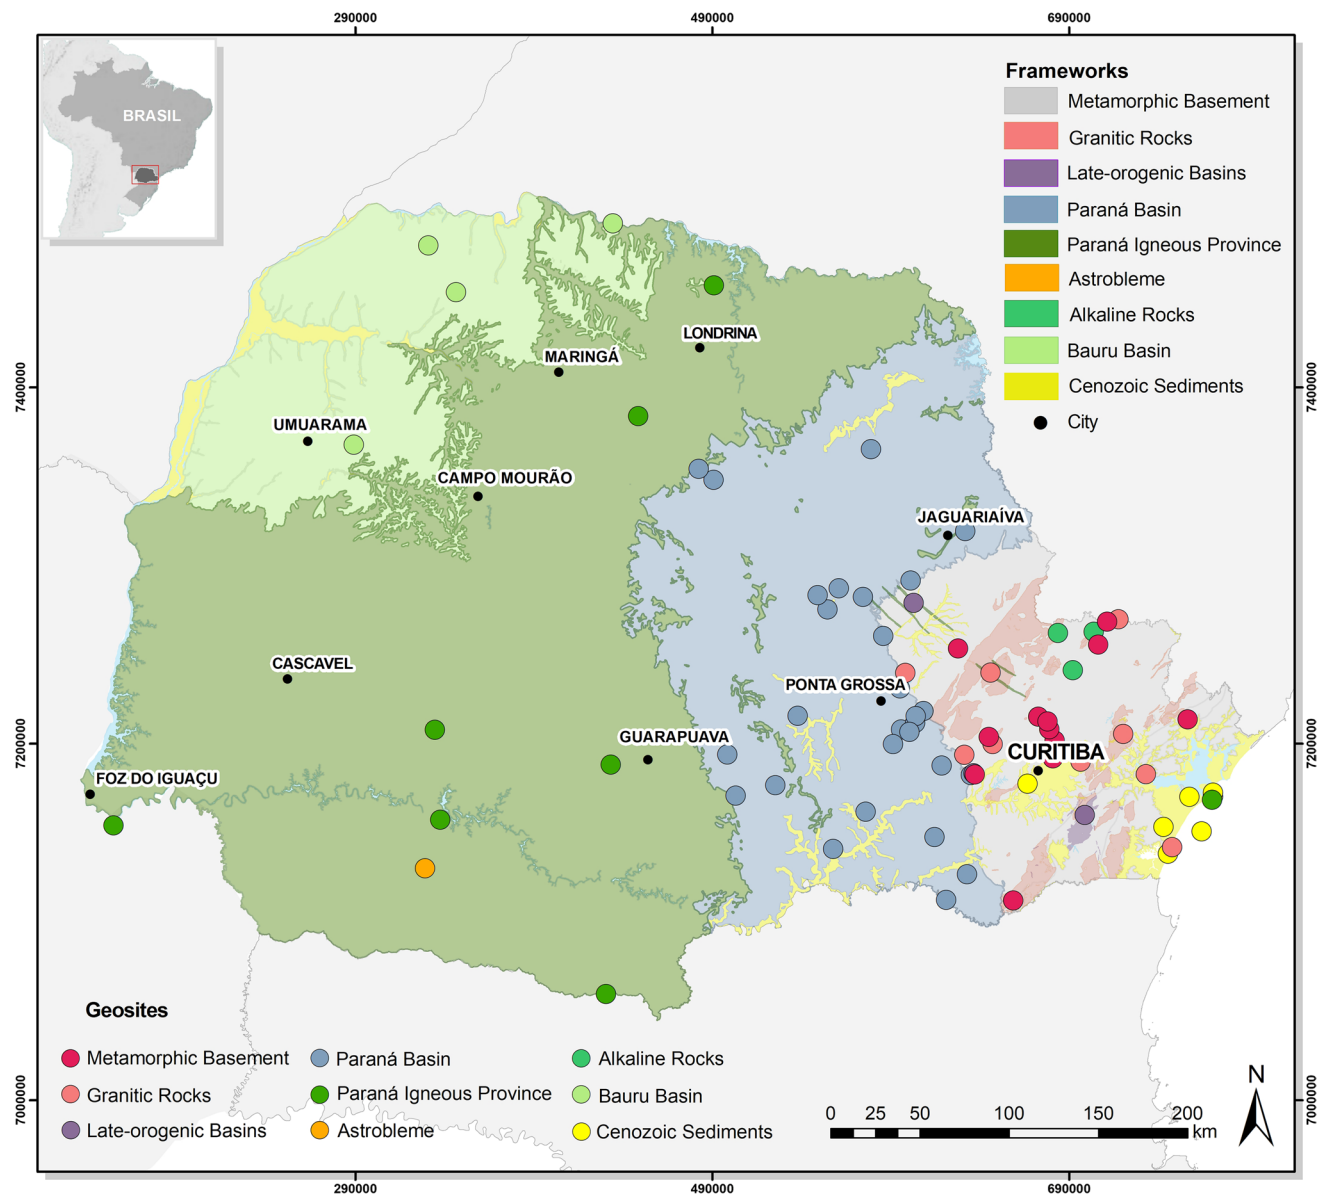 290000
490000
690000
BRASIL
Frameworks
Metamorphic Basement
Granitic Rocks
Late-orogenic Basins
Paraná Basin
Paraná Igneous Province
Astrobleme
Alkaline Rocks
Bauru Basin
Cenozoic Sediments
City
7400000
7400000
LONDRINA
MARINGÁ
UMUARAMA
CAMPO MOURÃO
JAGUARIAÍVA
CASCAVEL
PONTA GROSSA
GUARAPUAVA
CURITIBA
FOZ DO IGUAÇU
7200000
7200000
Geosites
Metamorphic Basement
Paraná Basin
Alkaline Rocks
Granitic Rocks
Paraná Igneous Province
Bauru Basin
Late-orogenic Basins
Astrobleme
Cenozoic Sediments
7000000
7000000
N
0 25 50 100 150 200
km
290000
490000
690000